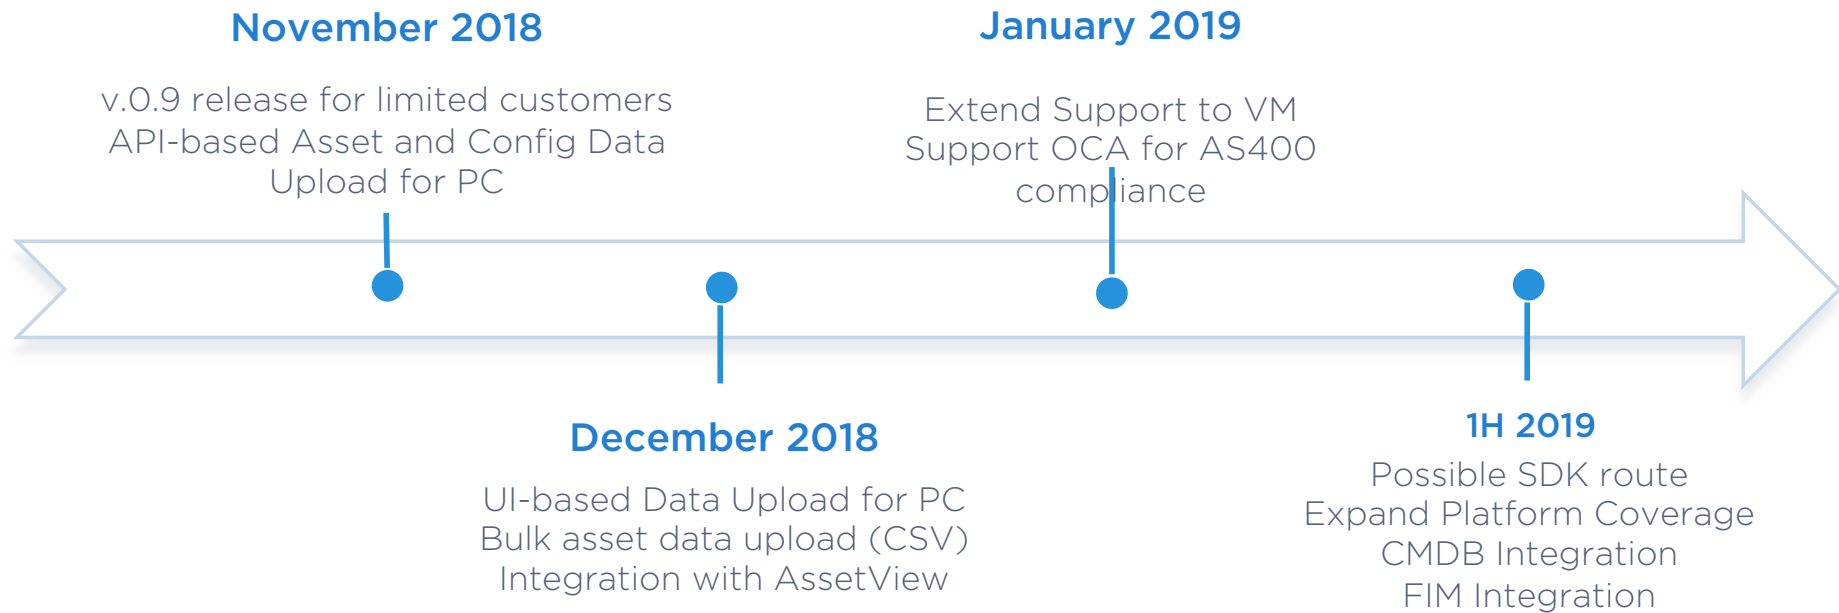 November 2018
v.0.9 release for limited customers
API-based Asset and Config Data
Upload for PC
December 2018
UI-based Data Upload for PC
Bulk asset data upload (CSV)
Integration with AssetView
January 2019
Extend Support to VM
Support OCA for AS400
compliance
1H 2019
Possible SDK route
Expand Platform Coverage
CMDB Integration
FIM Integration